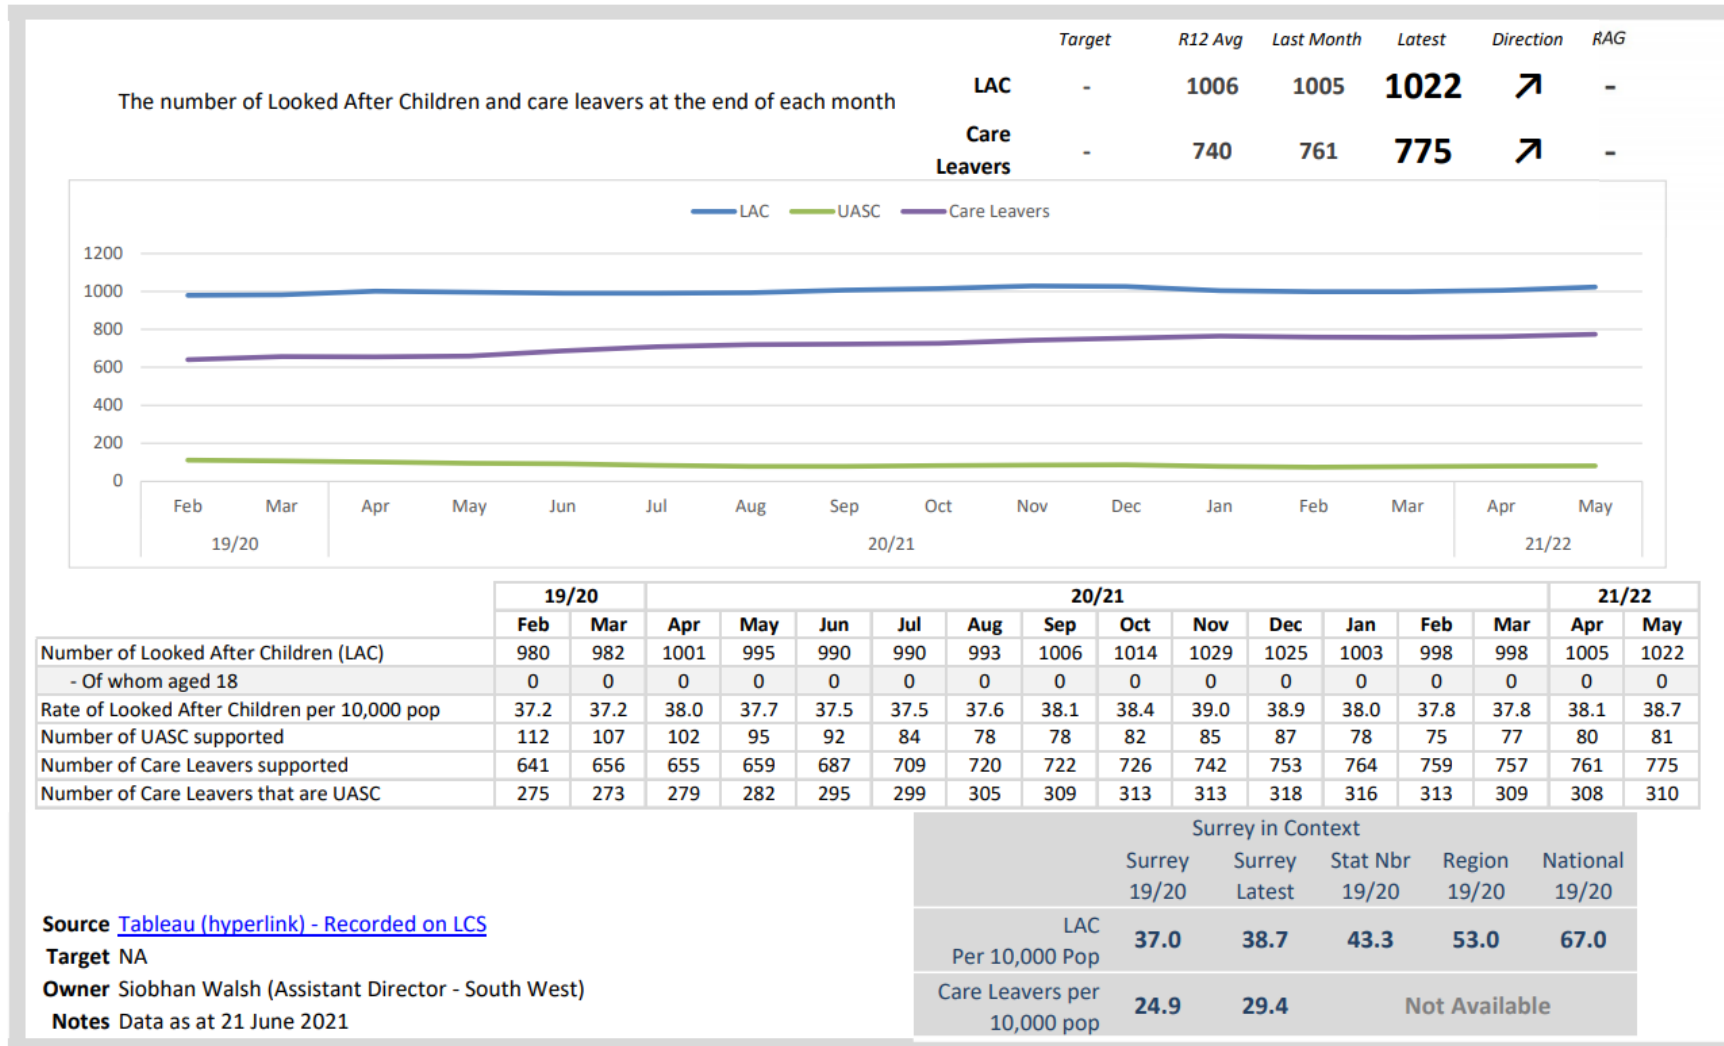 Target R12 Avg Last Month Latest Direction RAG
The number of Looked After Children and care leavers at the end of each month
LAC - 1006 1005 1022 ↗ -
Care
Leavers - 740 761 775 ↗ -
LAC UASC Care Leavers
1200
1000
800
600
400
200
0
Feb Mar Apr May Jun Jul Aug Sep Oct Nov Dec Jan Feb Mar Apr May
19/20 20/21 21/22
19/20 20/21 21/22
Feb Mar Apr May Jun Jul Aug Sep Oct Nov Dec Jan Feb Mar Apr May
Number of Looked After Children (LAC) 980 982 1001 995 990 990 993 1006 1014 1029 1025 1003 998 998 1005 1022
- Of whom aged 18 0 0 0 0 0 0 0 0 0 0 0 0 0 0 0 0
Rate of Looked After Children per 10,000 pop 37.2 37.2 38.0 37.7 37.5 37.5 37.6 38.1 38.4 39.0 38.9 38.0 37.8 37.8 38.1 38.7
Number of UASC supported 112 107 102 95 92 84 78 78 82 85 87 78 75 77 80 81
Number of Care Leavers supported 641 656 655 659 687 709 720 722 726 742 753 764 759 757 761 775
Number of Care Leavers that are UASC 275 273 279 282 295 299 305 309 313 313 318 316 313 309 308 310
Surrey in Context
Surrey Surrey Stat Nbr Region National
19/20 Latest 19/20 19/20 19/20
LAC
Per 10,000 Pop 37.0 38.7 43.3 53.0 67.0
Care Leavers per
10,000 pop 24.9 29.4 Not Available
Source Tableau (hyperlink) - Recorded on LCS
Target NA
Owner Siobhan Walsh (Assistant Director - South West)
Notes Data as at 21 June 2021